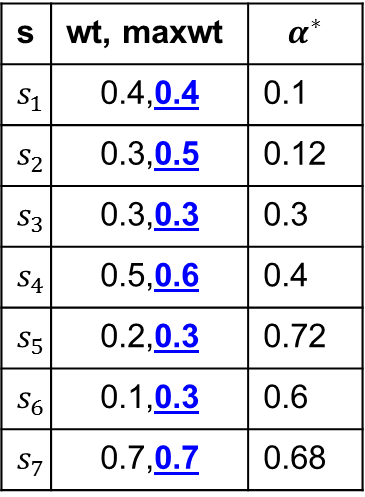 s wt, maxwt α*
s₁ 0.4,0.4 0.1
s₂ 0.3,0.5 0.12
s₃ 0.3,0.3 0.3
s₄ 0.5,0.6 0.4
s₅ 0.2,0.3 0.72
s₆ 0.1,0.3 0.6
s₇ 0.7,0.7 0.68